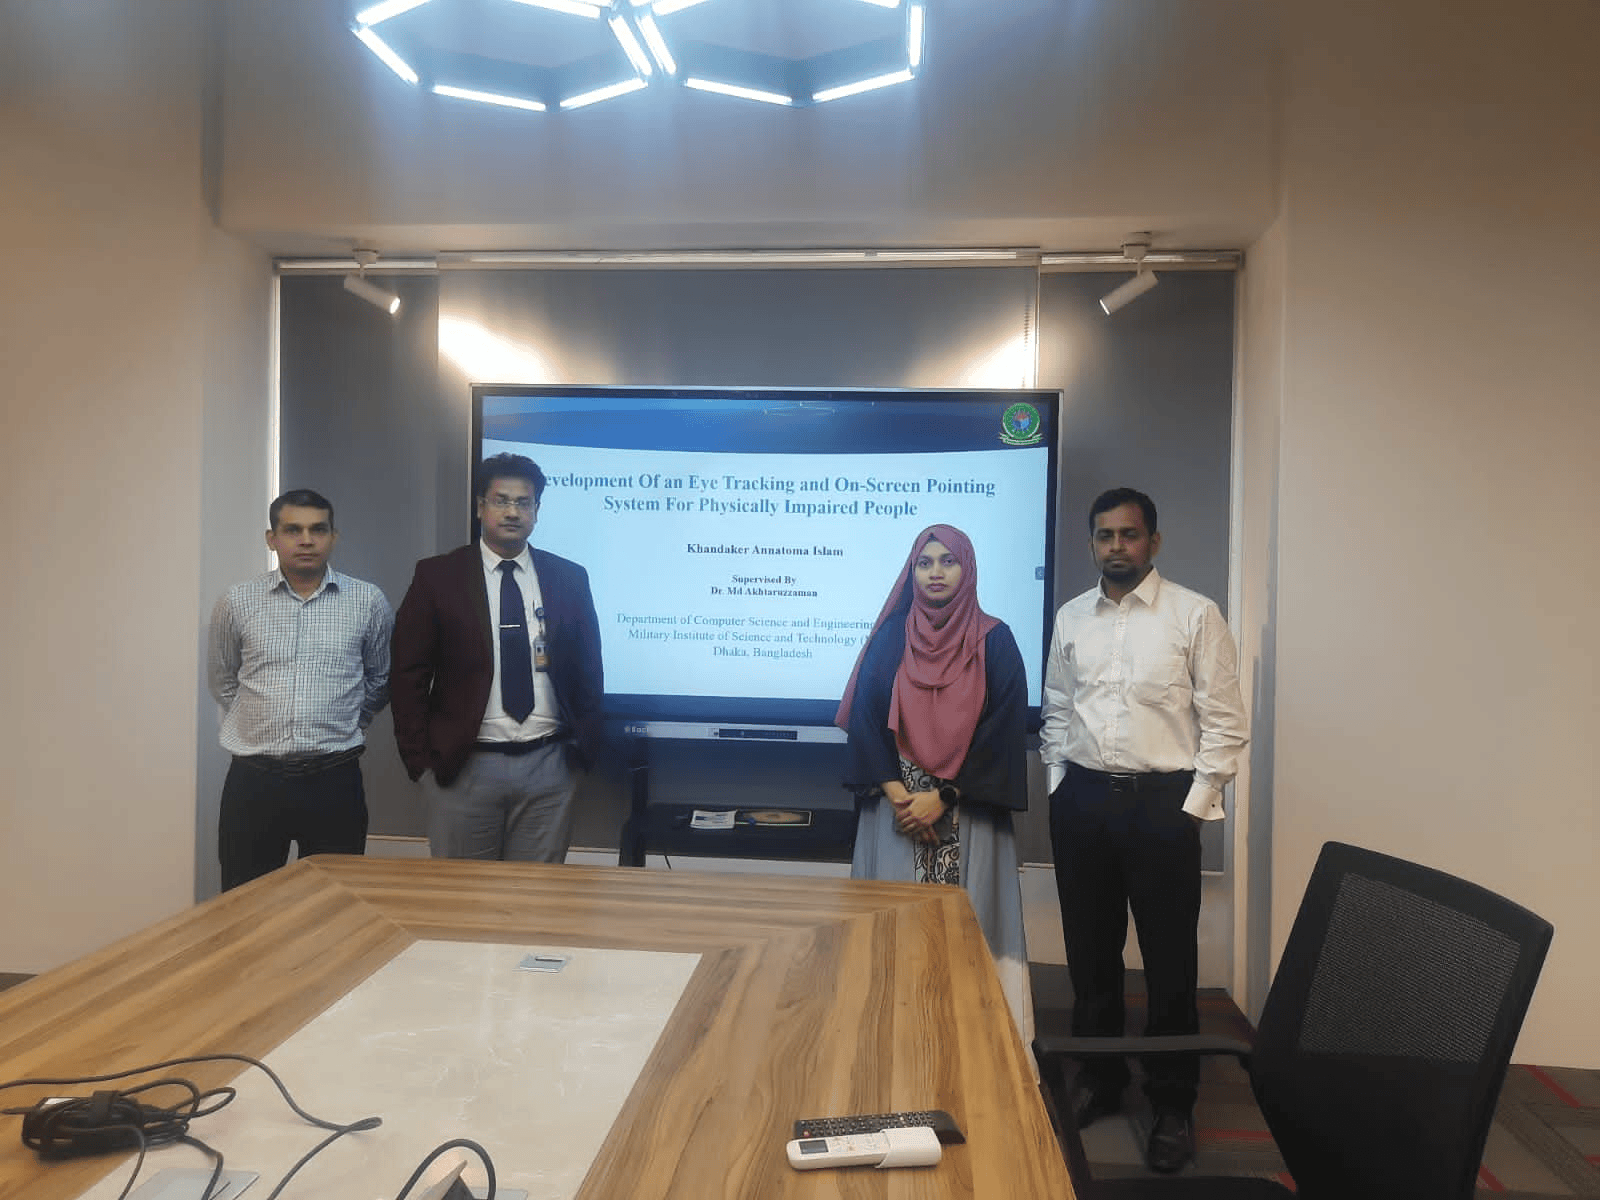 evelopment Of an Eye Tracking and On-Screen Pointing
System For Physically Impaired People
Khandaker Annatoma Islam
Supervised By
Dr. Md Akhtaruzzaman
Department of Computer Science and Engineering
Military Institute of Science and Technology (
Dhaka, Bangladesh